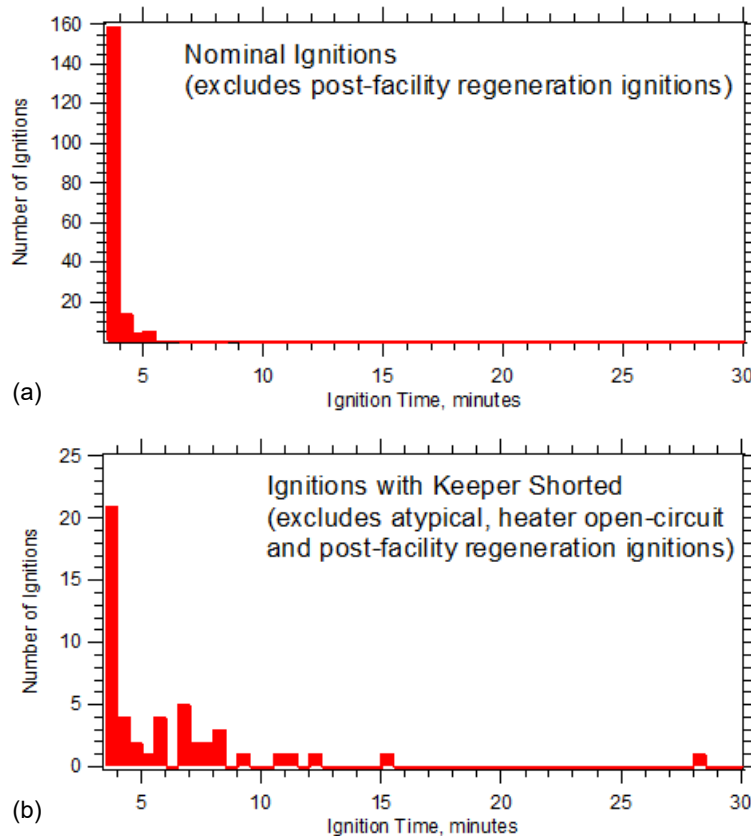 160
Nominal Ignitions
(excludes post-facility regeneration ignitions)
140
120
100
80
60
40
20
Number of Ignitions
5 10 15 20 25 30
Ignition Time, minutes
(a)
25
Ignitions with Keeper Shorted
(excludes atypical, heater open-circuit
and post-facility regeneration ignitions)
20
15
10
5
0
Number of Ignitions
5 10 15 20 25 30
Ignition Time, minutes
(b)